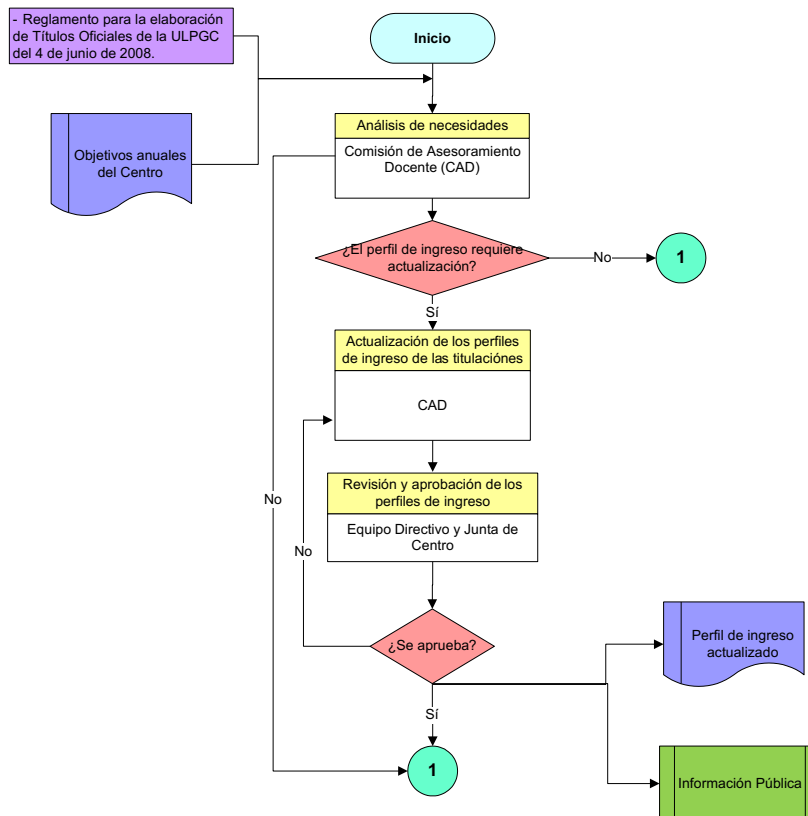 - Reglamento para la elaboración
de Títulos Oficiales de la ULPGC
del 4 de junio de 2008.
Inicio
Objetivos anuales
del Centro
Análisis de necesidades
Comisión de Asesoramiento
Docente (CAD)
¿El perfil de ingreso requiere
actualización?
No
1
Sí
Actualización de los perfiles
de ingreso de las titulaciónes
CAD
No
Revisión y aprobación de los
perfiles de ingreso
Equipo Directivo y Junta de
Centro
No
¿Se aprueba?
Perfil de ingreso
actualizado
Sí
1
Información Pública